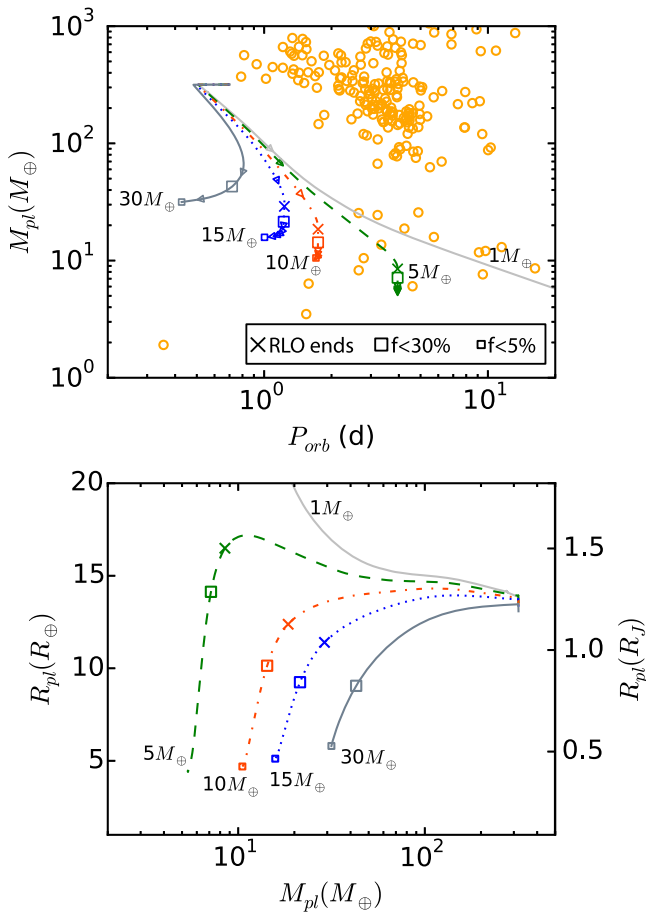 10³
10²
10¹
10⁰
M_pl(M_⊕)
30M_⊕
15M_⊕
10M_⊕
5M_⊕
1M_⊕
RLO ends f<30% f<5%
10⁰ 10¹
P_orb (d)
20
15
10
5
R_pl(R_⊕)
1.5
1.0
0.5
R_pl(R_J)
1M_⊕
5M_⊕
10M_⊕
15M_⊕
30M_⊕
10¹ 10²
M_pl(M_⊕)